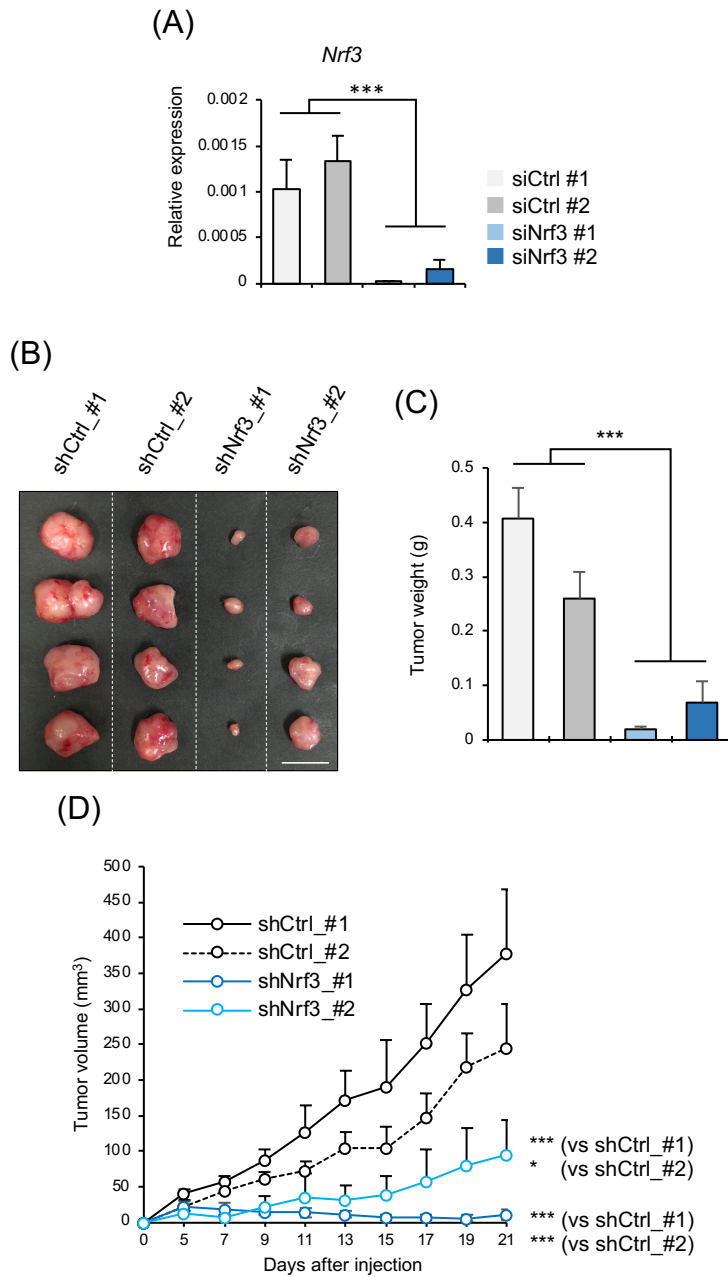 (A)
Nrf3
Relative expression
0.002
0.0015
0.001
0.0005
0
***
siCtrl #1
siCtrl #2
siNrf3 #1
siNrf3 #2
(B)
shCtrl_#1
shCtrl_#2
shNrf3_#1
shNrf3_#2
(C)
Tumor weight (g)
0.5
0.4
0.3
0.2
0.1
0
***
(D)
Tumor volume (mm³)
500
450
400
350
300
250
200
150
100
50
0
shCtrl_#1
shCtrl_#2
shNrf3_#1
shNrf3_#2
*** (vs shCtrl_#1)
* (vs shCtrl_#2)
*** (vs shCtrl_#1)
*** (vs shCtrl_#2)
0 5 7 9 11 13 15 17 19 21
Days after injection